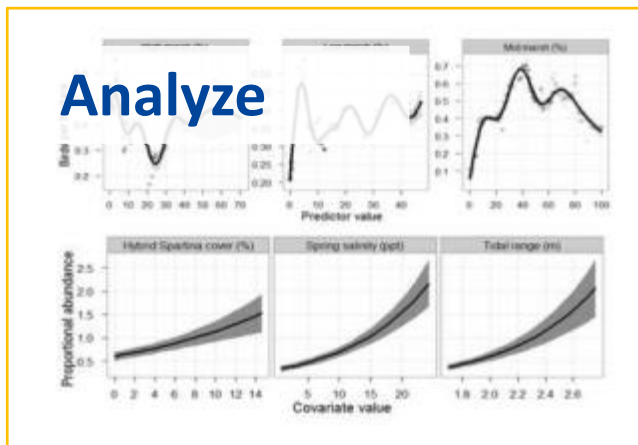 Mid marsh (%)
Analyze
0.7
0.6
0.5
0.4
0.3
0.2
0.1
0.3
0.2
0.30
0.25
0.20
0 10 20 30 40 50 60 70
0 10 20 30 40
0 20 40 60 80 100
Predictor value
Hybrid Spartina cover (%)
Spring salinity (ppt)
Tidal range (m)
Proportional abundance
2.5
2.0
1.5
1.0
0.5
0 2 4 6 8 10 12 14
5 10 15 20
1.8 2.0 2.2 2.4 2.6
Covariate value